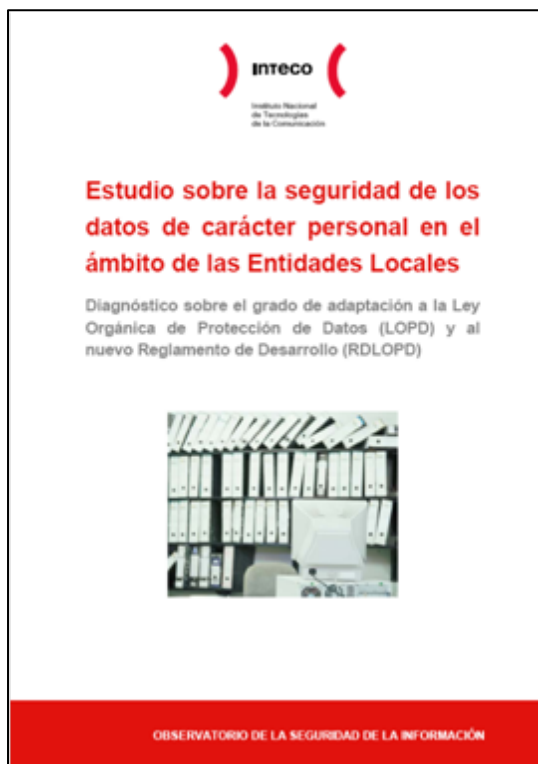 INTECO
Instituto Nacional
de Tecnologías
de la Comunicación
Estudio sobre la seguridad de los
datos de carácter personal en el
ámbito de las Entidades Locales
Diagnóstico sobre el grado de adaptación a la Ley
Orgánica de Protección de Datos (LOPD) y al
nuevo Reglamento de Desarrollo (RDLOPD)
OBSERVATORIO DE LA SEGURIDAD DE LA INFORMACIÓN